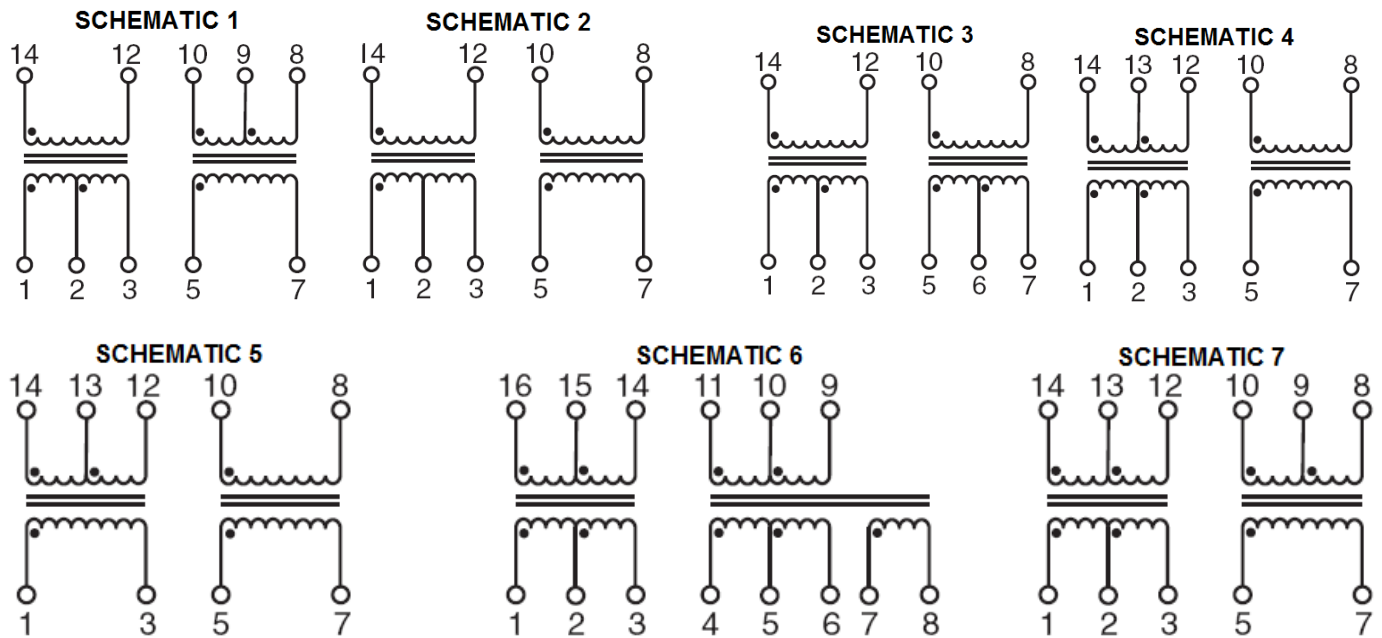 SCHEMATIC 1
14 12 10 9 8
1 2 3 5 7
SCHEMATIC 2
14 12 10 8
1 2 3 5 7
SCHEMATIC 3
14 12 10 8
1 2 3 5 6 7
SCHEMATIC 4
14 13 12 10 8
1 2 3 5 7
SCHEMATIC 5
14 13 12 10 8
1 3 5 7
SCHEMATIC 6
16 15 14 11 10 9
1 2 3 4 5 6 7 8
SCHEMATIC 7
14 13 12 10 9 8
1 2 3 5 7